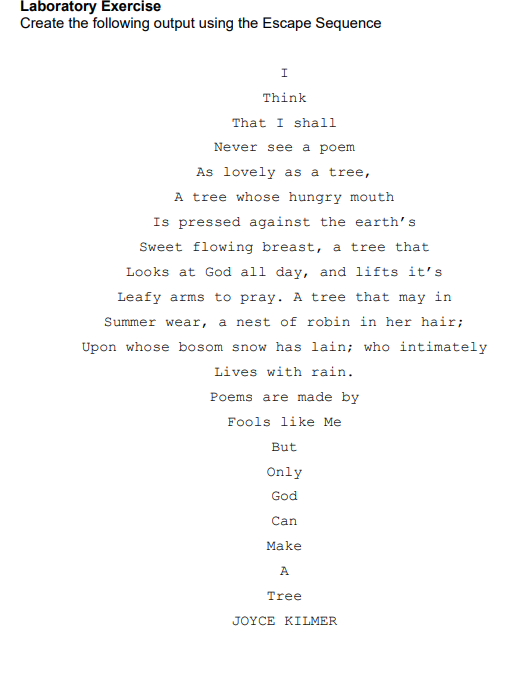 Laboratory Exercise
Create the following output using the Escape Sequence
I
Think
That I shall
Never see a poem
As lovely as a tree,
A tree whose hungry mouth
Is pressed against the earth’s
Sweet flowing breast, a tree that
Looks at God all day, and lifts it’s
Leafy arms to pray. A tree that may in
Summer wear, a nest of robin in her hair;
Upon whose bosom snow has lain; who intimately
Lives with rain.
Poems are made by
Fools like Me
But
Only
God
Can
Make
A
Tree
JOYCE KILMER